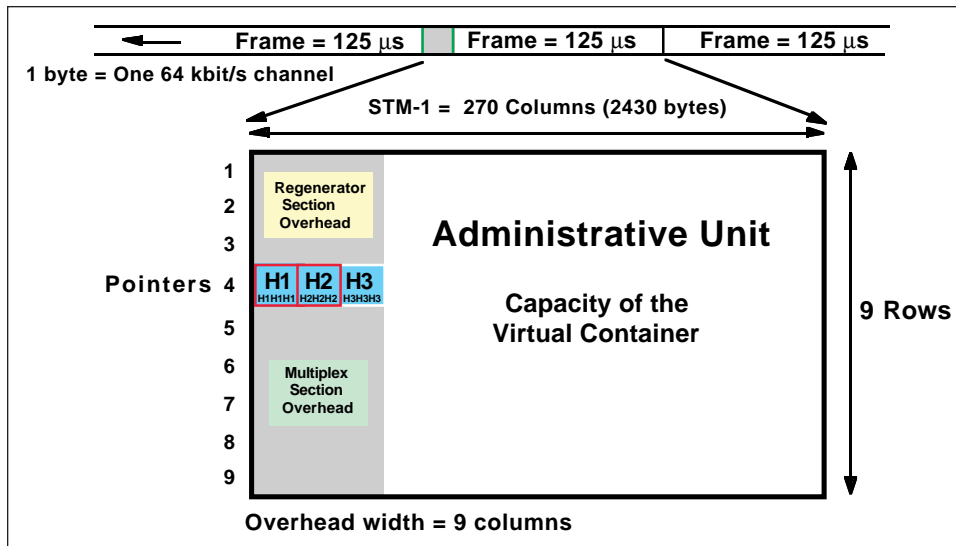 Frame = 125 μs Frame = 125 μs Frame = 125 μs
1 byte = One 64 kbit/s channel
STM-1 = 270 Columns (2430 bytes)
1
2
3
Regenerator
Section
Overhead
Administrative Unit
Pointers 4
H1 H2 H3
H1H1H1 H2H2H2 H3H3H3
Capacity of the
Virtual Container
9 Rows
5
6
7
8
9
Multiplex
Section
Overhead
Overhead width = 9 columns